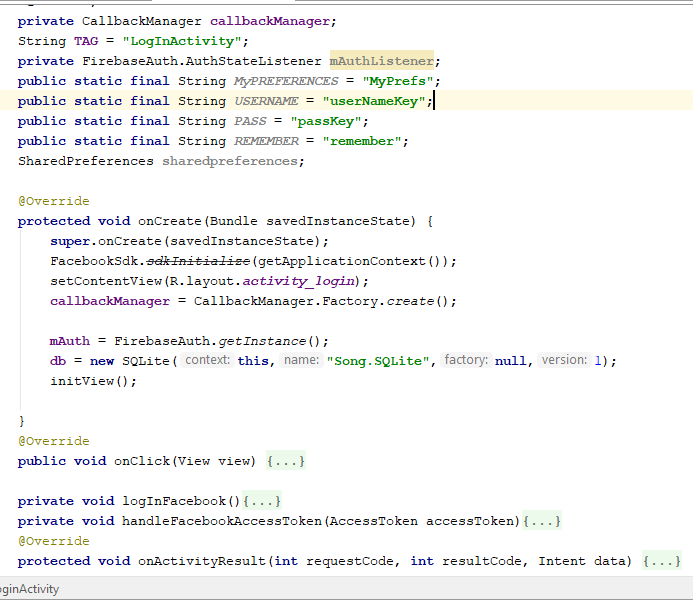 private CallbackManager callbackManager;
String TAG = "LogInActivity";
private FirebaseAuth.AuthStateListener mAuthListener;
public static final String MyPREFERENCES = "MyPrefs";
public static final String USERNAME = "userNameKey";
public static final String PASS = "passKey";
public static final String REMEMBER = "remember";
SharedPreferences sharedpreferences;
@Override
protected void onCreate(Bundle savedInstanceState) {
super.onCreate(savedInstanceState);
FacebookSdk.sdkInitialize(getApplicationContext());
setContentView(R.layout.activity_login);
callbackManager = CallbackManager.Factory.create();
mAuth = FirebaseAuth.getInstance();
db = new SQLite( context: this, name: "Song.SQLite", factory: null, version: 1);
initView();
}
@Override
public void onClick(View view) {...}
private void logInFacebook(){...}
private void handleFacebookAccessToken(AccessToken accessToken){...}
@Override
protected void onActivityResult(int requestCode, int resultCode, Intent data) {...}
oginActivity